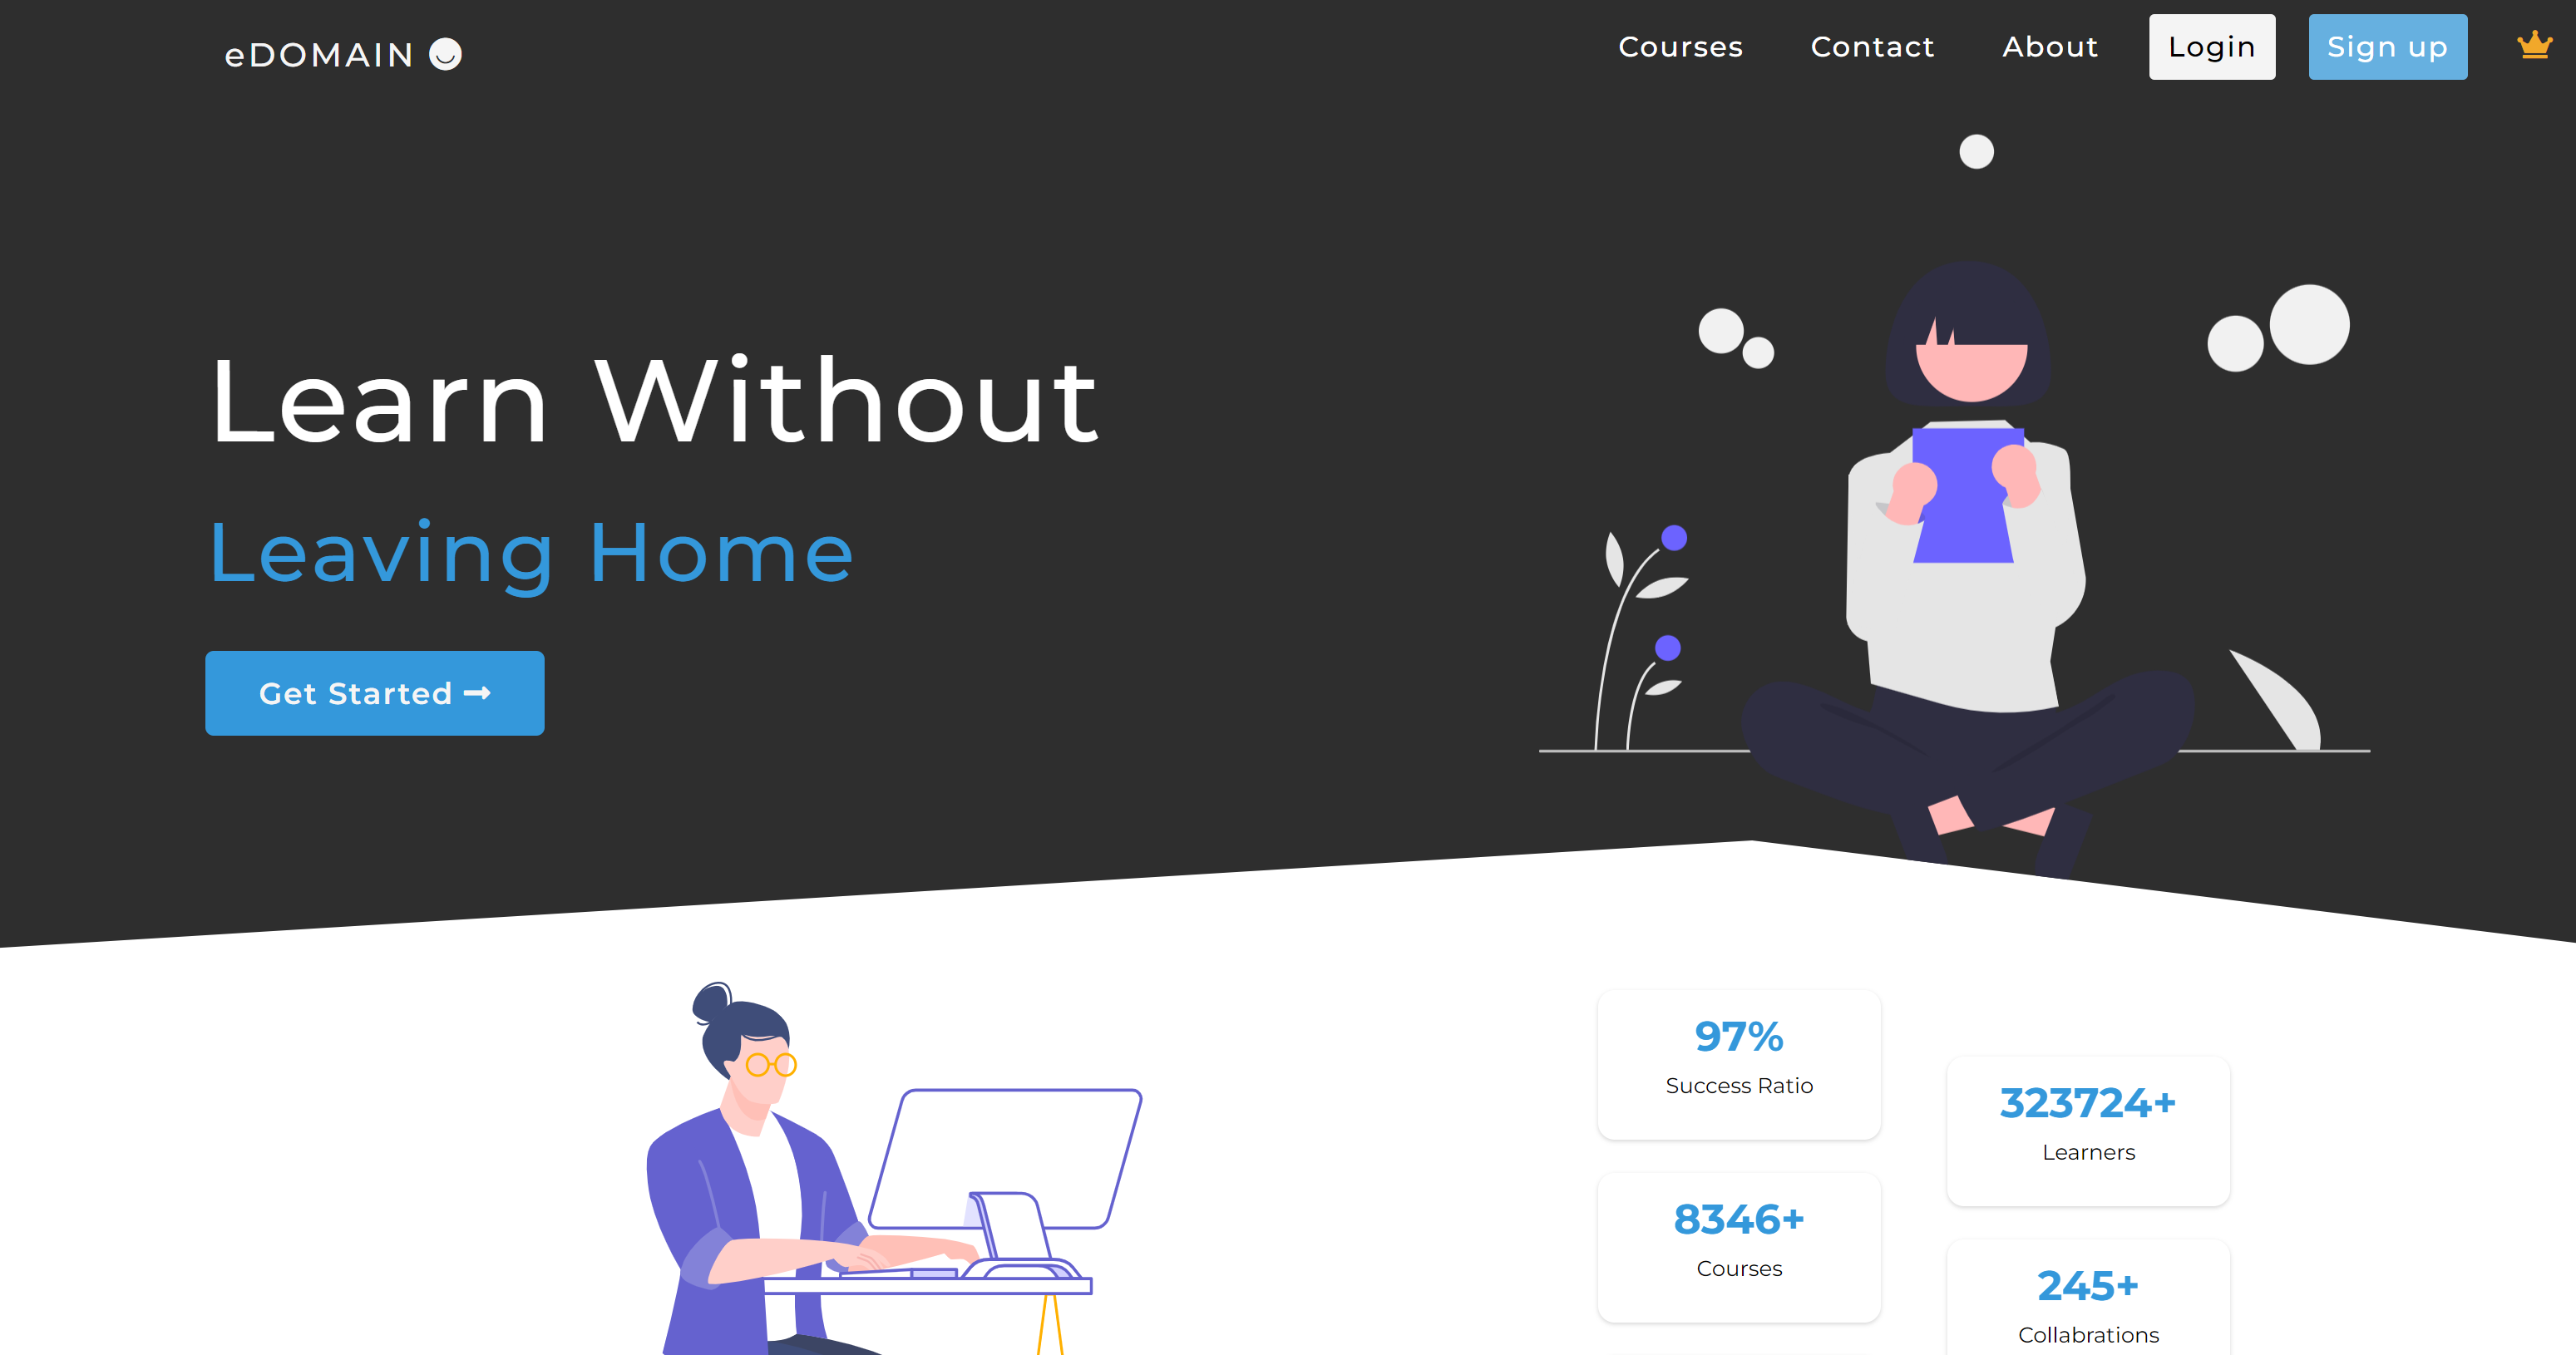 eDOMAIN
Courses Contact About Login Sign up
Learn Without
Leaving Home
Get Started
97%
Success Ratio
323724+
Learners
8346+
Courses
245+
Collabrations